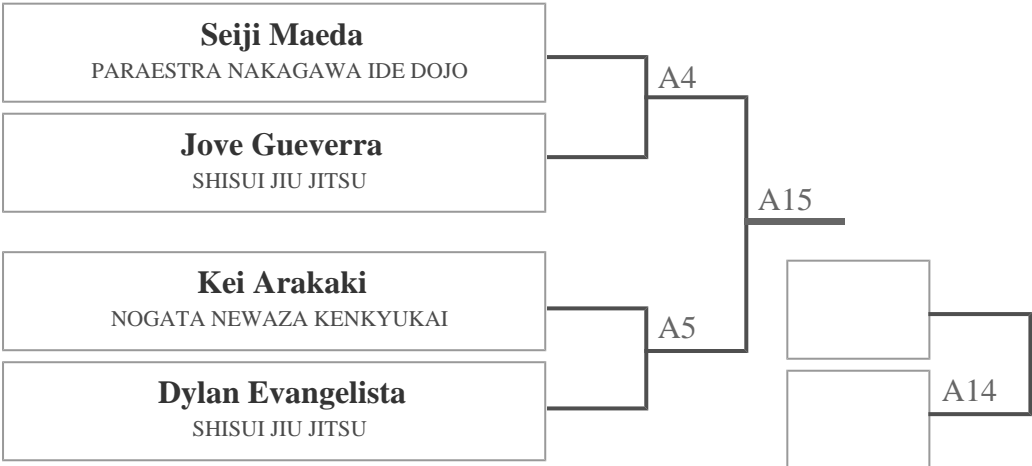 Seiji Maeda
PARAESTRA NAKAGAWA IDE DOJO
A4
Jove Gueverra
SHISUI JIU JITSU
A15
Kei Arakaki
NOGATA NEWAZA KENKYUKAI
A5
Dylan Evangelista
SHISUI JIU JITSU
A14